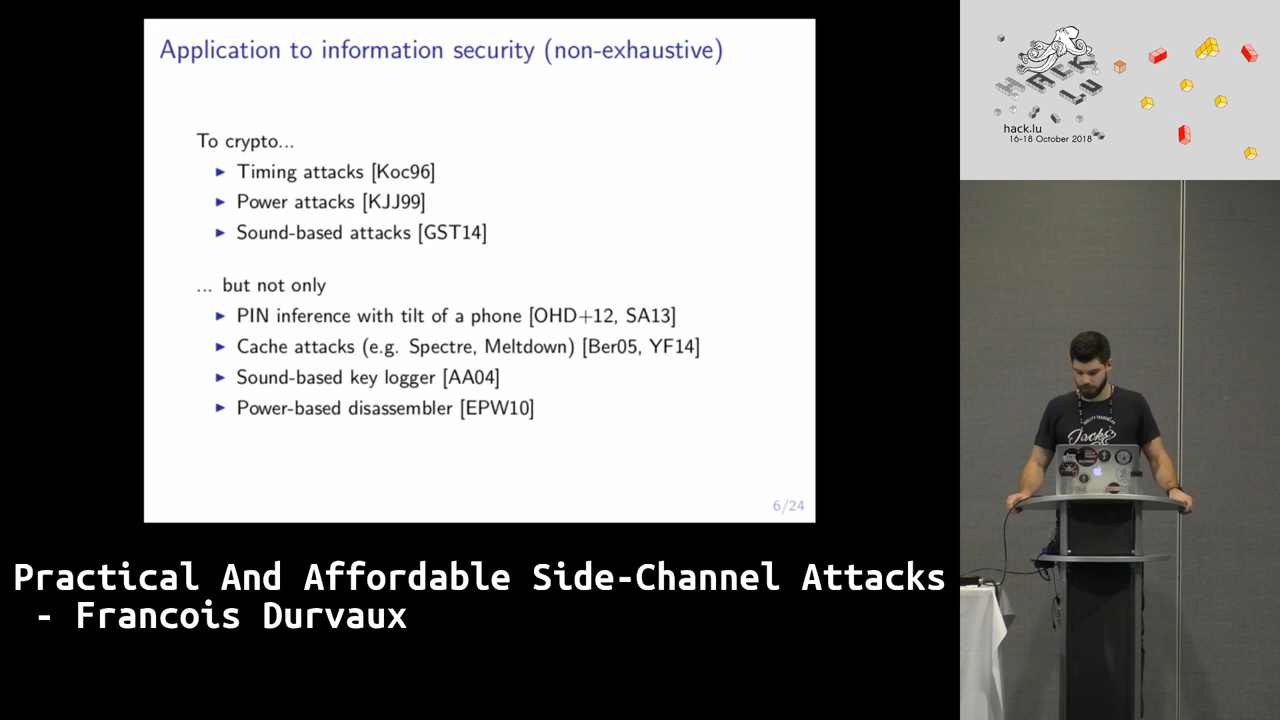 Application to information security (non-exhaustive)
To crypto...
▶ Timing attacks [Koc96]
▶ Power attacks [KJJ99]
▶ Sound-based attacks [GST14]
... but not only
▶ PIN inference with tilt of a phone [OHD+12, SA13]
▶ Cache attacks (e.g. Spectre, Meltdown) [Ber05, YF14]
▶ Sound-based key logger [AA04]
▶ Power-based disassembler [EPW10]
6/24
Practical And Affordable Side-Channel Attacks
- Francois Durvaux
HACK
LU
hack.lu
16-18 October 2018
Jacks